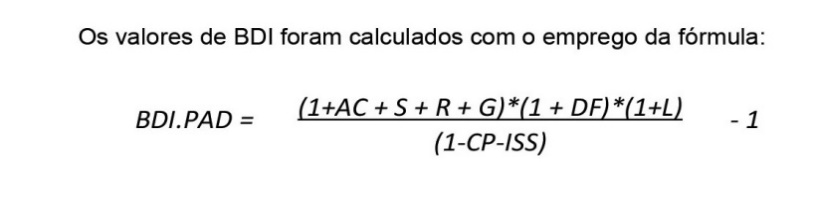 Os valores de BDI foram calculados com o emprego da fórmula:
BDI.PAD = (1+AC + S + R + G)*(1 + DF)*(1+L) - 1
(1-CP-ISS)